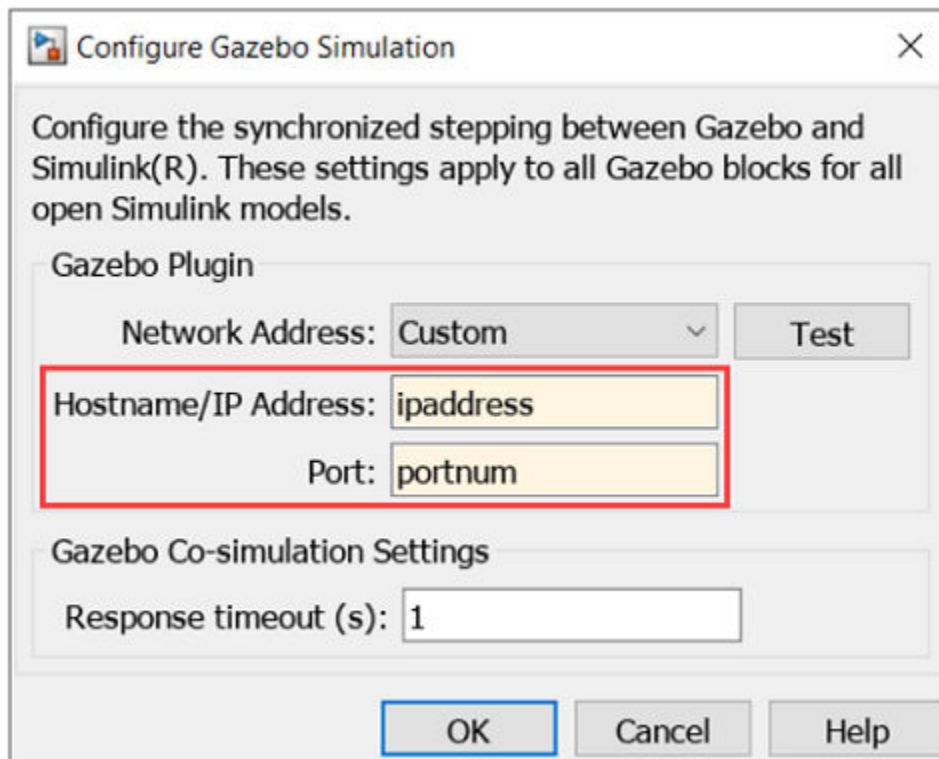 Configure Gazebo Simulation
Configure the synchronized stepping between Gazebo and
Simulink(R). These settings apply to all Gazebo blocks for all
open Simulink models.
Gazebo Plugin
Network Address: Custom Test
Hostname/IP Address: ipaddress
Port: portnum
Gazebo Co-simulation Settings
Response timeout (s): 1
OK Cancel Help